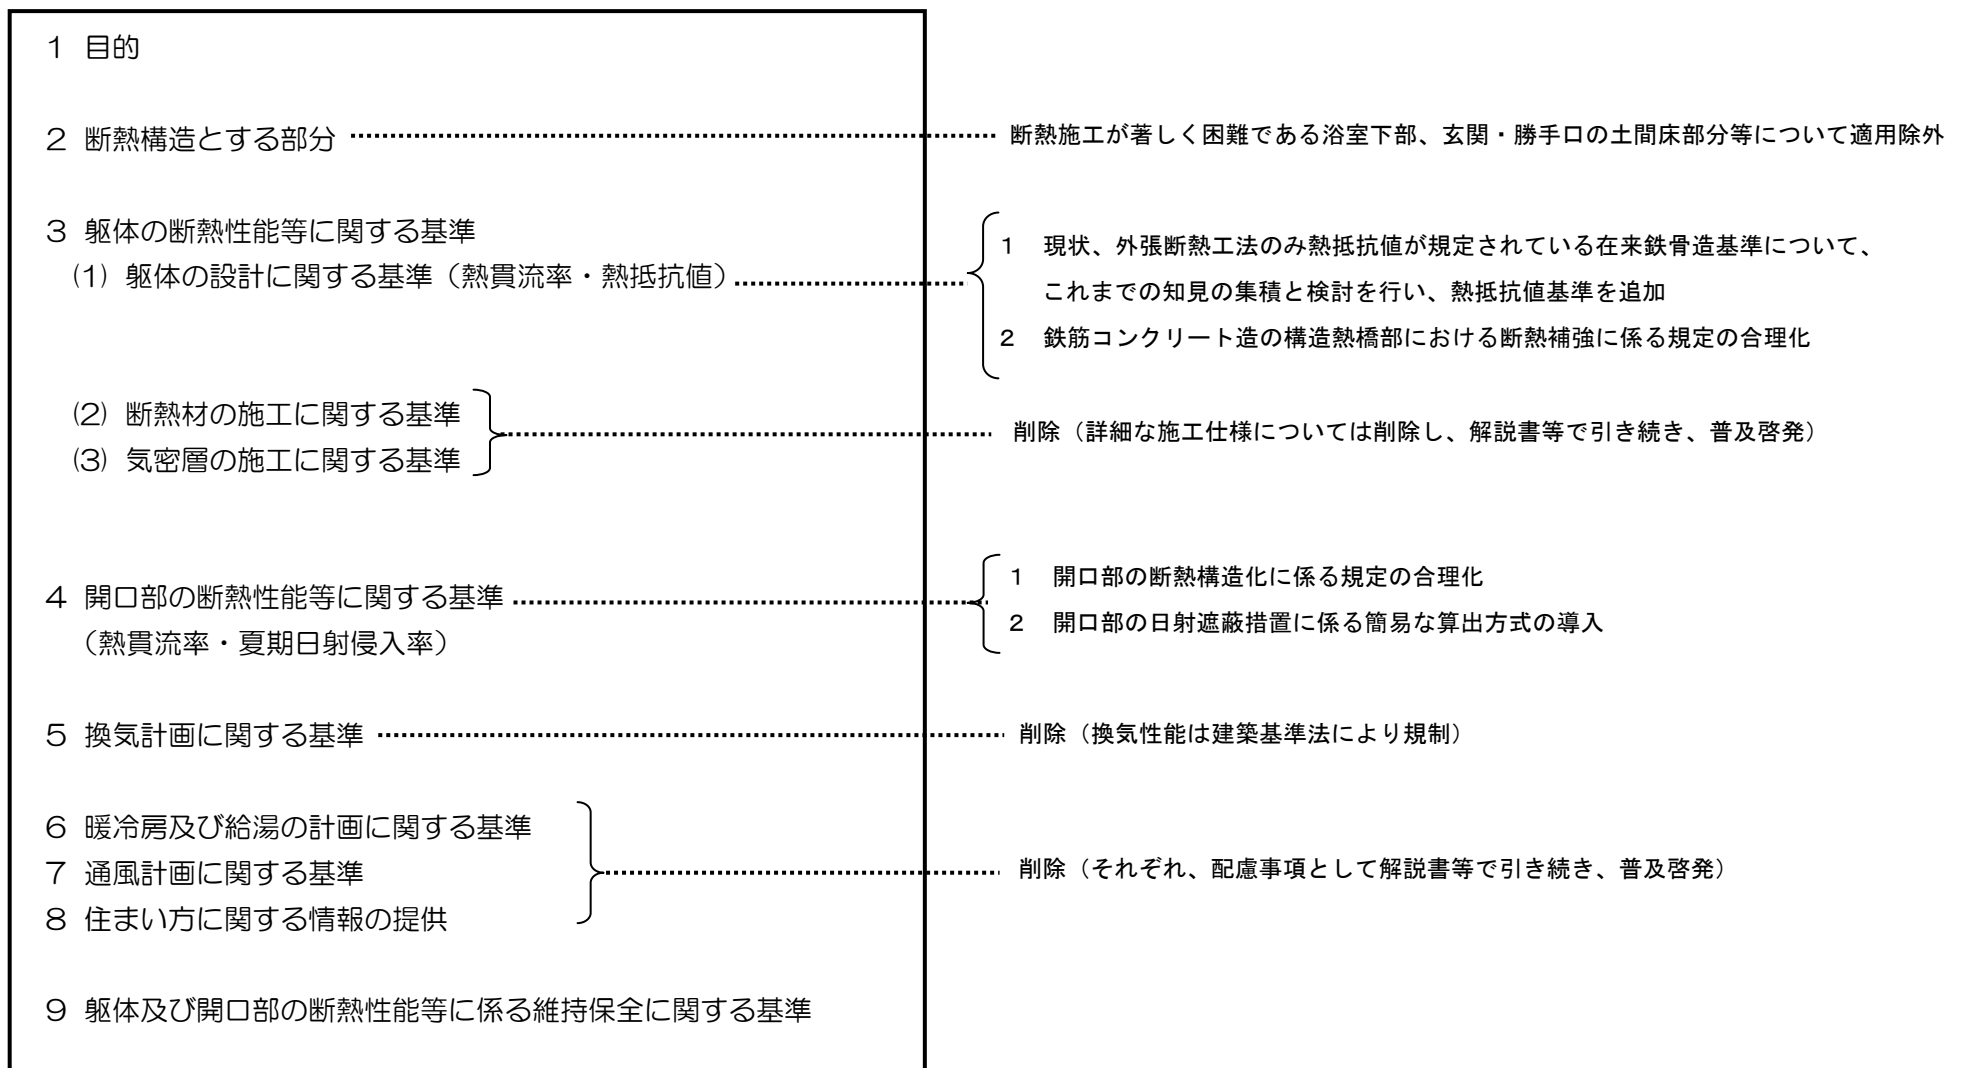 1 目的
2 断熱構造とする部分
断熱施工が著しく困難である浴室下部、玄関・勝手口の土間床部分等について適用除外
3 躯体の断熱性能等に関する基準
(1) 躯体の設計に関する基準（熱貫流率・熱抵抗値）
1 現状、外張断熱工法のみ熱抵抗値が規定されている在来鉄骨造基準について、
これまでの知見の集積と検討を行い、熱抵抗値基準を追加
2 鉄筋コンクリート造の構造熱橋部における断熱補強に係る規定の合理化
(2) 断熱材の施工に関する基準
(3) 気密層の施工に関する基準
削除（詳細な施工仕様については削除し、解説書等で引き続き、普及啓発）
4 開口部の断熱性能等に関する基準
（熱貫流率・夏期日射侵入率）
1 開口部の断熱構造化に係る規定の合理化
2 開口部の日射遮蔽措置に係る簡易な算出方式の導入
5 換気計画に関する基準
削除（換気性能は建築基準法により規制）
6 暖冷房及び給湯の計画に関する基準
7 通風計画に関する基準
8 住まい方に関する情報の提供
削除（それぞれ、配慮事項として解説書等で引き続き、普及啓発）
9 躯体及び開口部の断熱性能等に係る維持保全に関する基準